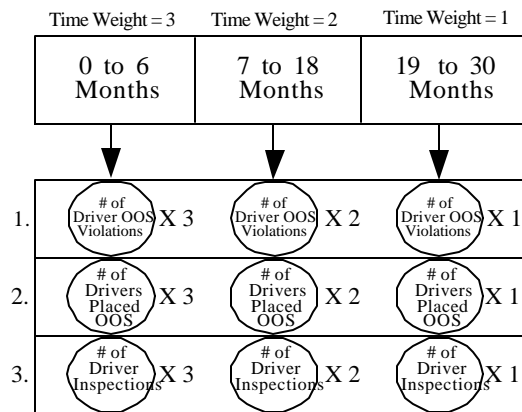 Time Weight = 3 Time Weight = 2 Time Weight = 1
0 to 6
Months
7 to 18
Months
19 to 30
Months
1.
# of
Driver OOS
Violations
X 3
# of
Driver OOS
Violations
X 2
# of
Driver OOS
Violations
X 1
2.
# of
Drivers
Placed
OOS
X 3
# of
Drivers
Placed
OOS
X 2
# of
Drivers
Placed
OOS
X 1
3.
# of
Driver
Inspections
X 3
# of
Driver
Inspections
X 2
# of
Driver
Inspections
X 1